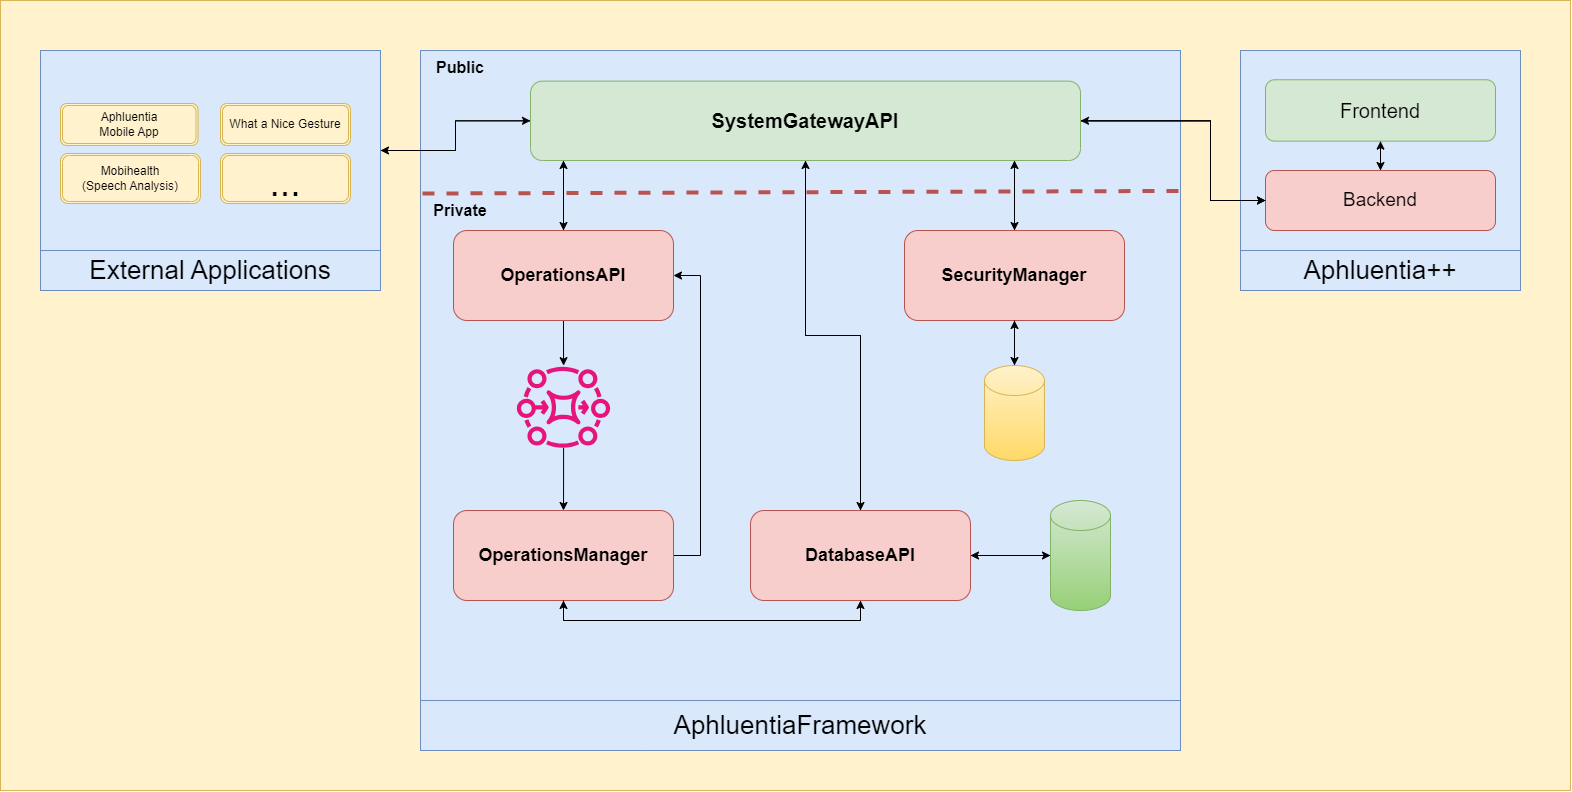 Aphluentia
Mobile App
What a Nice Gesture
Mobihealth
(Speech Analysis)
...
External Applications
Public
SystemGatewayAPI
Private
OperationsAPI
SecurityManager
OperationsManager
DatabaseAPI
AphluentiaFramework
Frontend
Backend
Aphluentia++